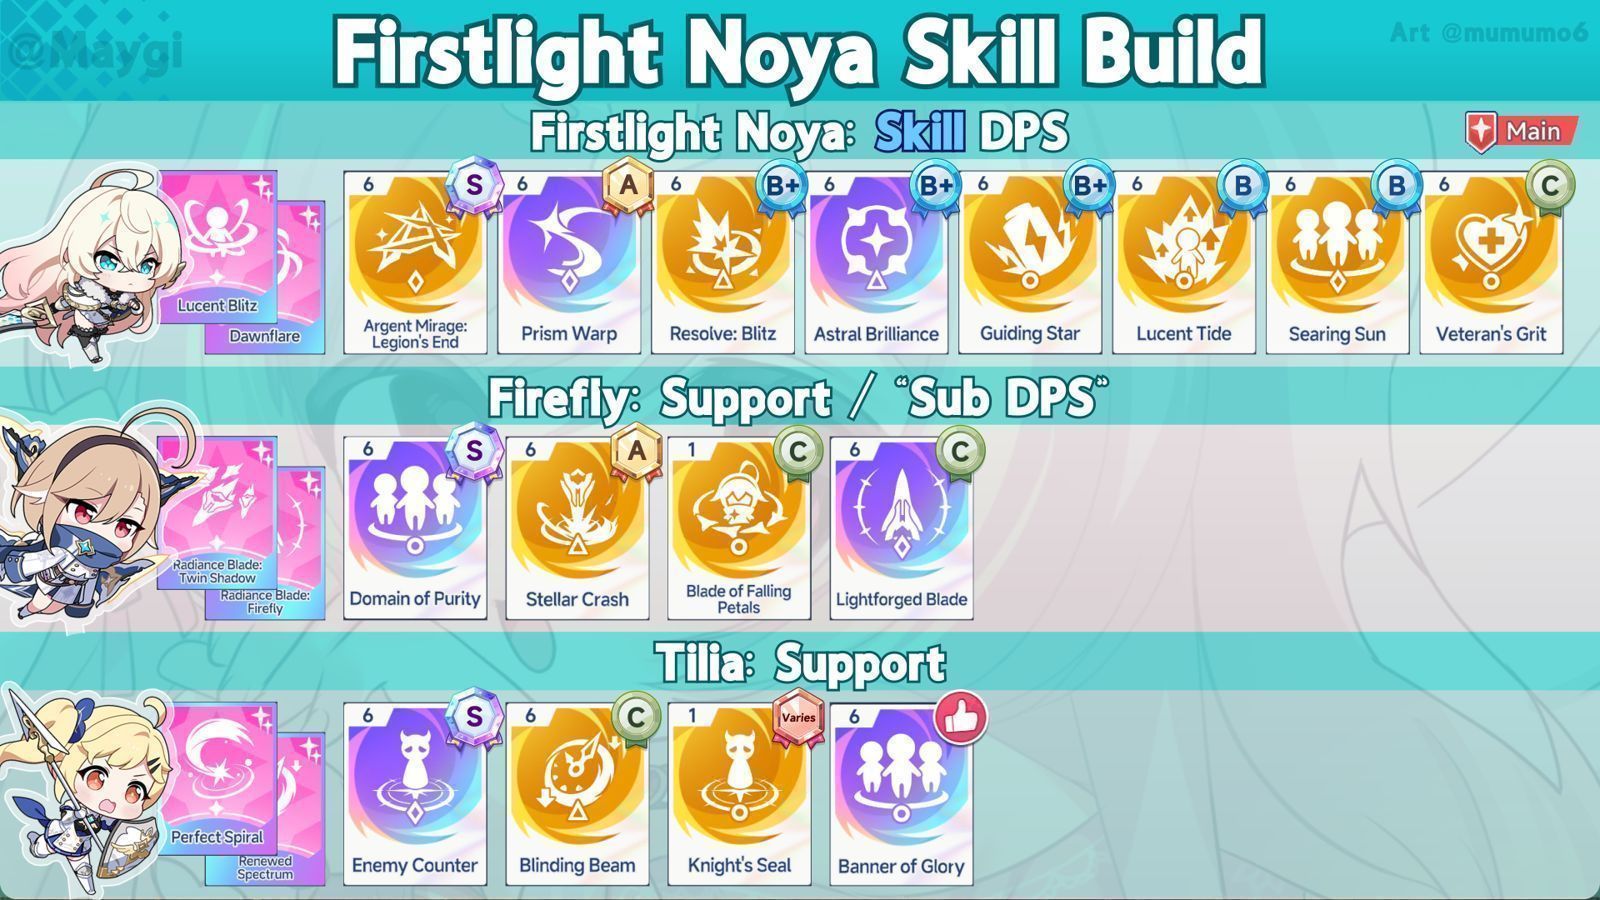 @Maygi
Firstlight Noya Skill Build
Art @mumumo6
Firstlight Noya: Skill DPS
Main
Lucent Blitz
Dawnflare
6
S
Argent Mirage:
Legion's End
6
A
Prism Warp
6
B+
Resolve: Blitz
6
B+
Astral Brilliance
6
B+
Guiding Star
6
B
Lucent Tide
6
B
Searing Sun
6
C
Veteran's Grit
Firefly: Support / "Sub DPS"
Radiance Blade:
Twin Shadow
Radiance Blade:
Firefly
6
S
Domain of Purity
6
A
Stellar Crash
1
C
Blade of Falling
Petals
6
C
Lightforged Blade
Tilia: Support
Perfect Spiral
Renewed
Spectrum
6
S
Enemy Counter
6
C
Blinding Beam
1
Varies
Knight's Seal
6
Banner of Glory